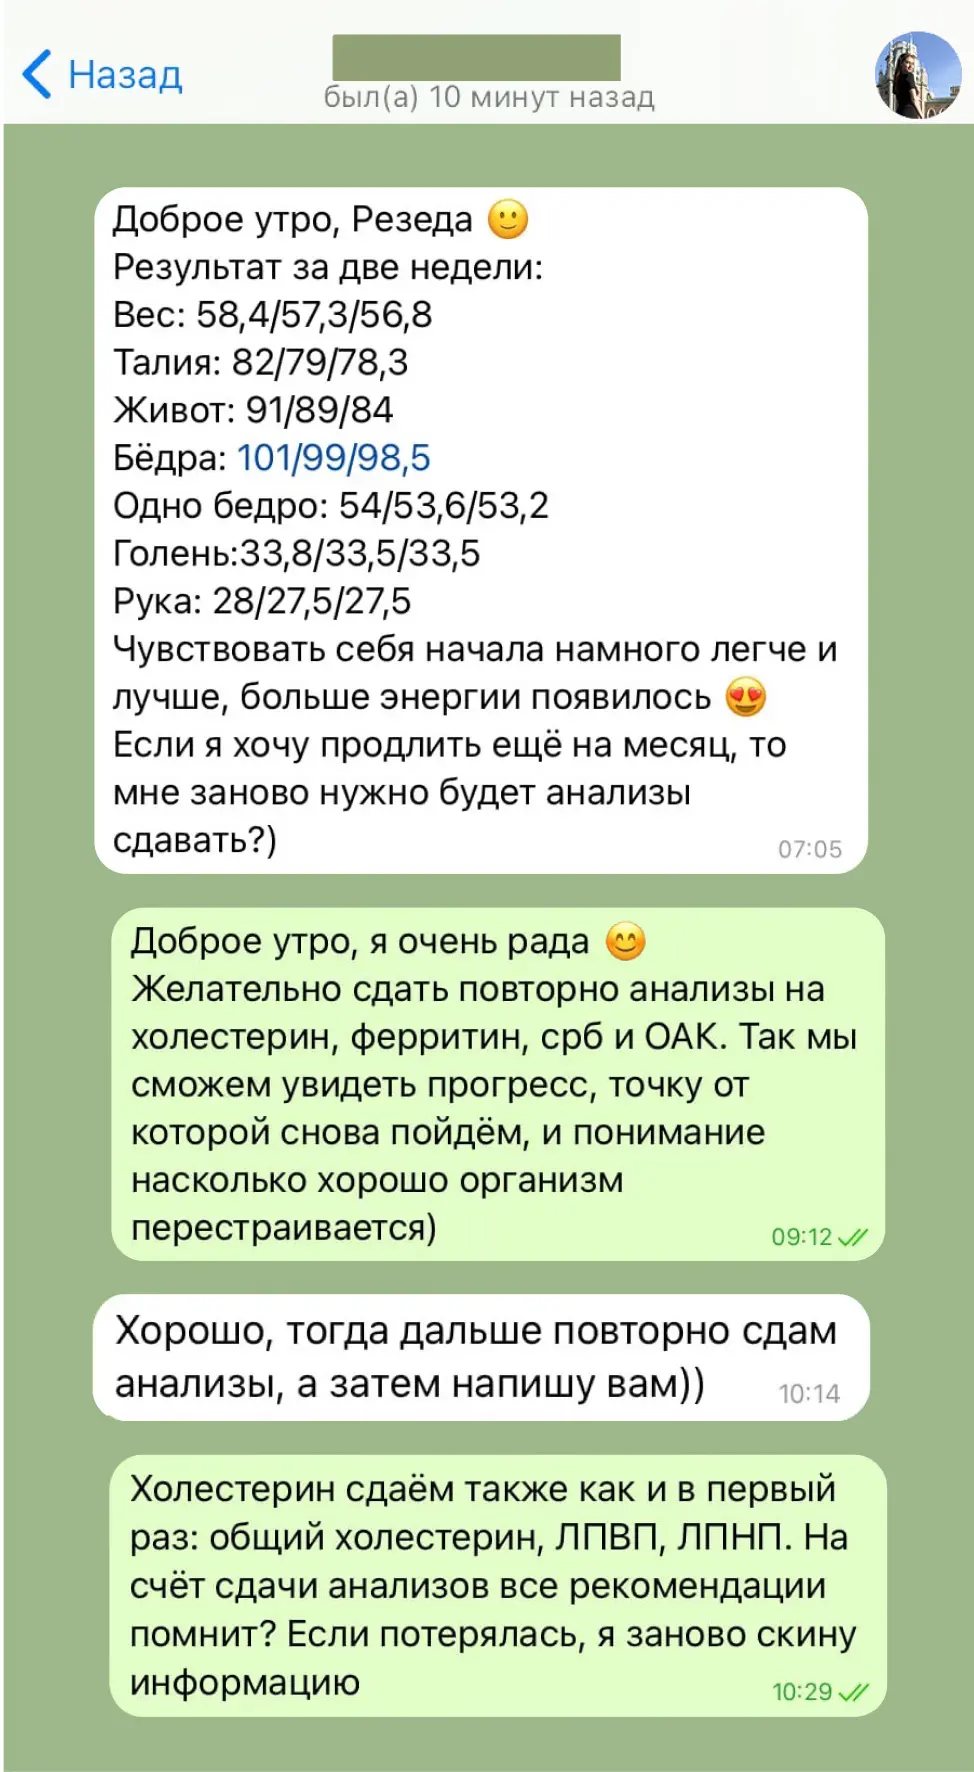 Назад
был(а) 10 минут назад
Доброе утро, Резеда 🙂
Результат за две недели:
Вес: 58,4/57,3/56,8
Талия: 82/79/78,3
Живот: 91/89/84
Бёдра: 101/99/98,5
Одно бедро: 54/53,6/53,2
Голень:33,8/33,5/33,5
Рука: 28/27,5/27,5
Чувствовать себя начала намного легче и
лучше, больше энергии появилось 😍
Если я хочу продлить ещё на месяц, то
мне заново нужно будет анализы
сдавать?)
07:05
Доброе утро, я очень рада 😊
Желательно сдать повторно анализы на
холестерин, ферритин, срб и ОАК. Так мы
сможем увидеть прогресс, точку от
которой снова пойдём, и понимание
насколько хорошо организм
перестраивается)
09:12
Хорошо, тогда дальше повторно сдам
анализы, а затем напишу вам))
10:14
Холестерин сдаём также как и в первый
раз: общий холестерин, ЛПВП, ЛПНП. На
счёт сдачи анализов все рекомендации
помнит? Если потерялась, я заново скину
информацию
10:29